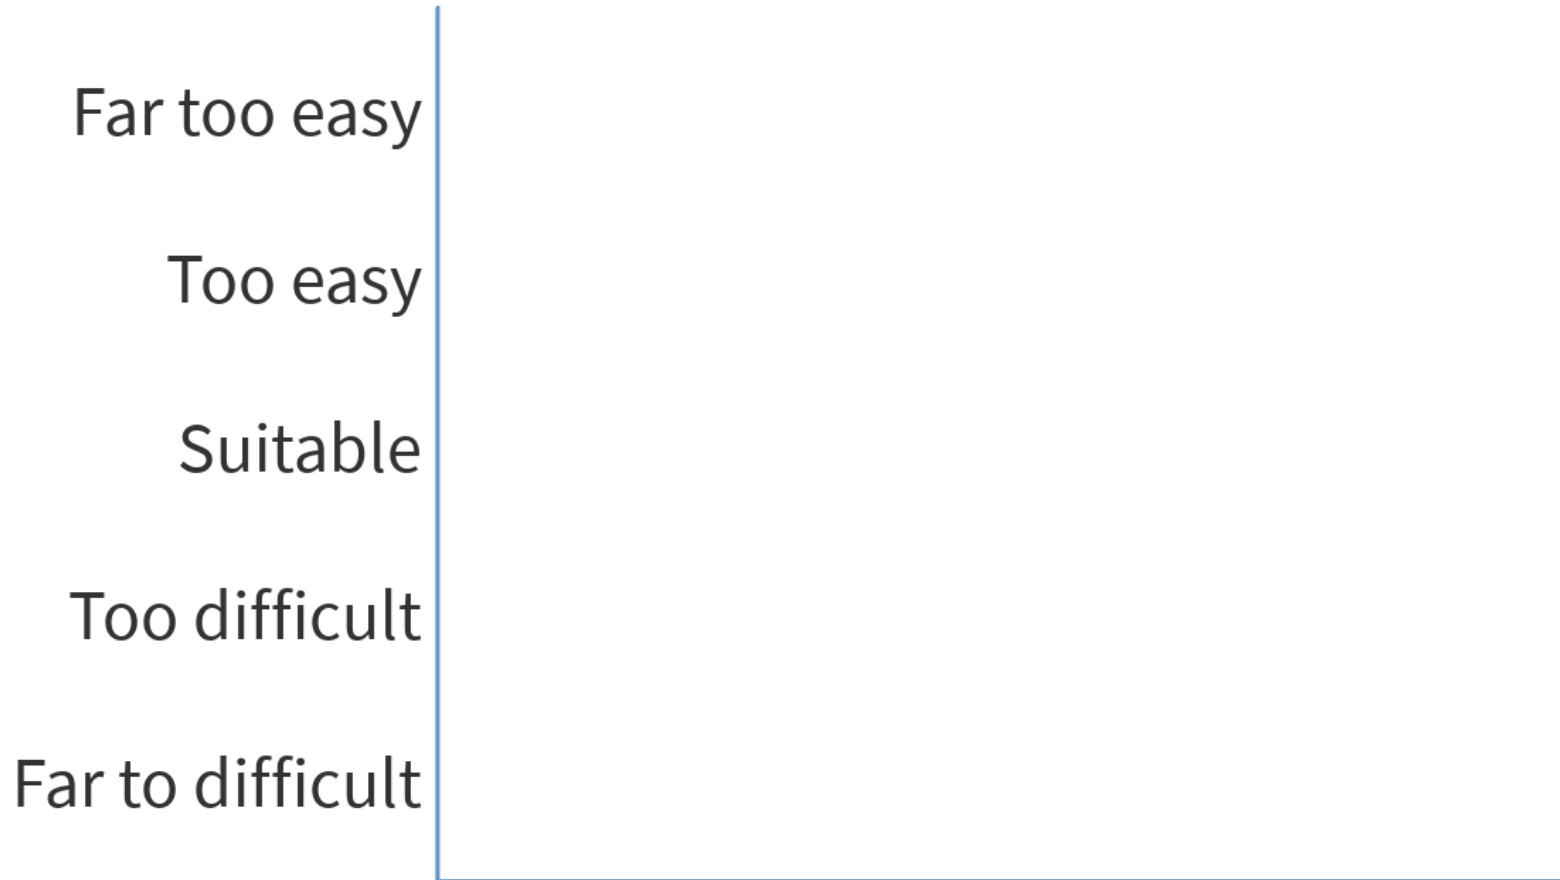 Far too easy
Too easy
Suitable
Too difficult
Far to difficult